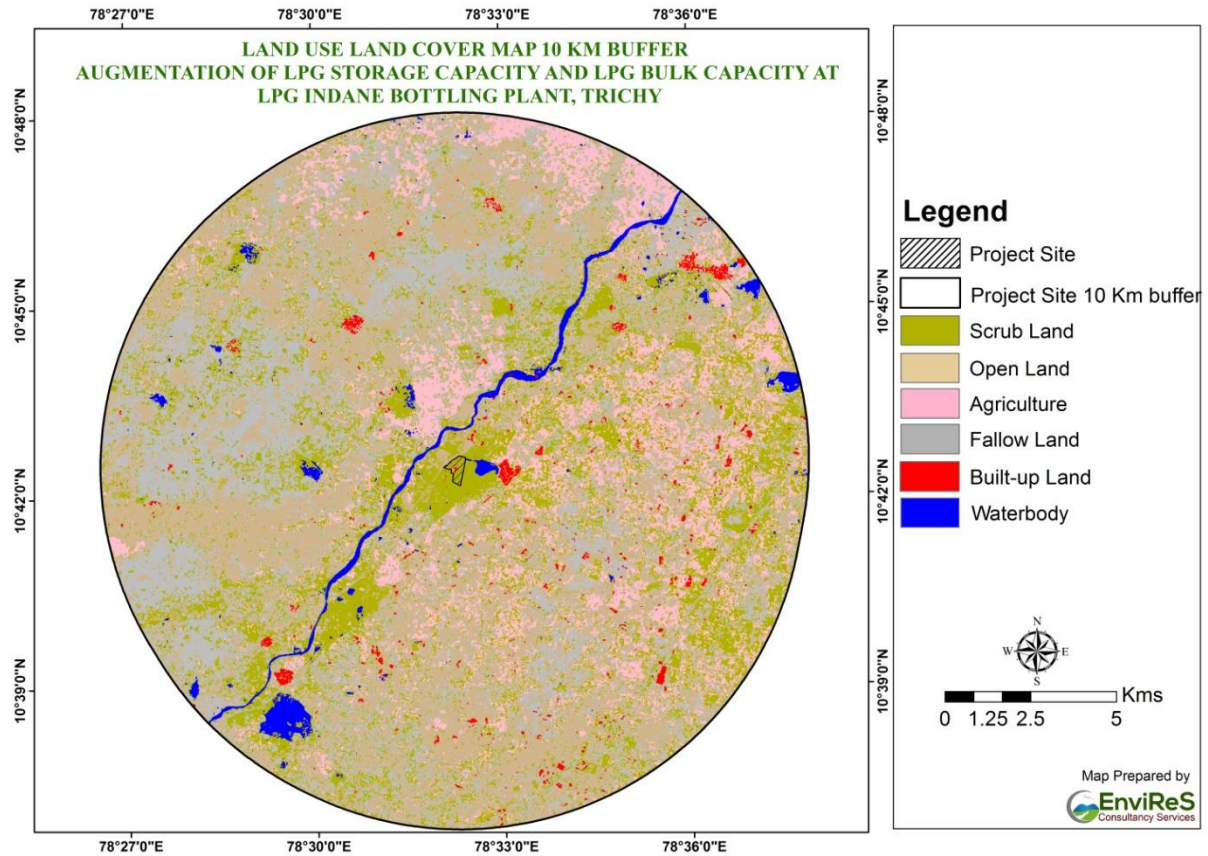 78°27'0"E 78°30'0"E 78°33'0"E 78°36'0"E
LAND USE LAND COVER MAP 10 KM BUFFER
AUGMENTATION OF LPG STORAGE CAPACITY AND LPG BULK CAPACITY AT
LPG INDANE BOTTLING PLANT, TRICHY
10°48'0"N
10°45'0"N
10°42'0"N
10°39'0"N
10°48'0"N
10°45'0"N
10°42'0"N
10°39'0"N
78°27'0"E 78°30'0"E 78°33'0"E 78°36'0"E
Legend
Project Site
Project Site 10 Km buffer
Scrub Land
Open Land
Agriculture
Fallow Land
Built-up Land
Waterbody
N
W E
S
Kms
0 1.25 2.5 5
Map Prepared by
EnviReS
Consultancy Services